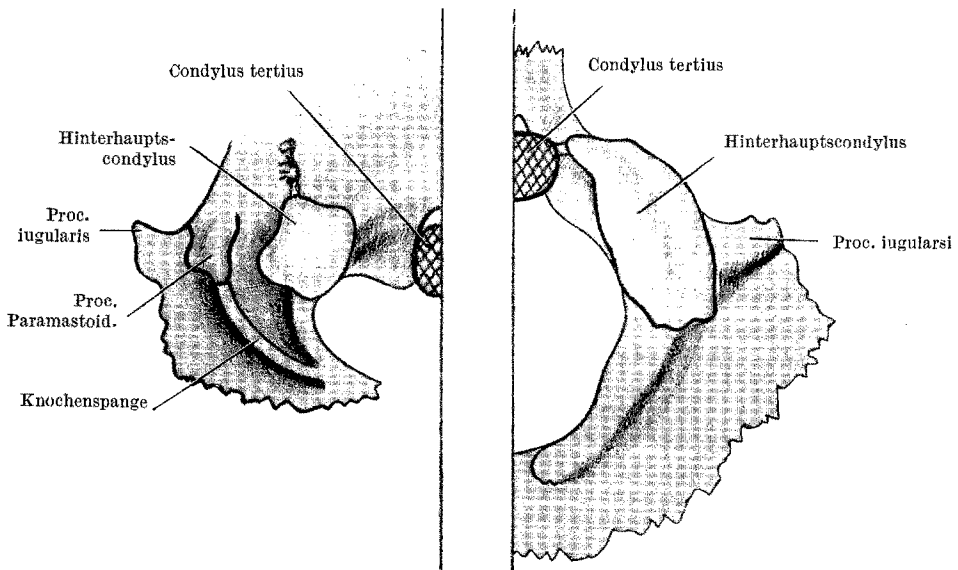 Condylus tertius
Hinterhaupts-
condylus
Proc.
iugularis
Proc.
Paramastoid.
Knochenspange
Condylus tertius
Hinterhauptscondylus
Proc. iugularsi